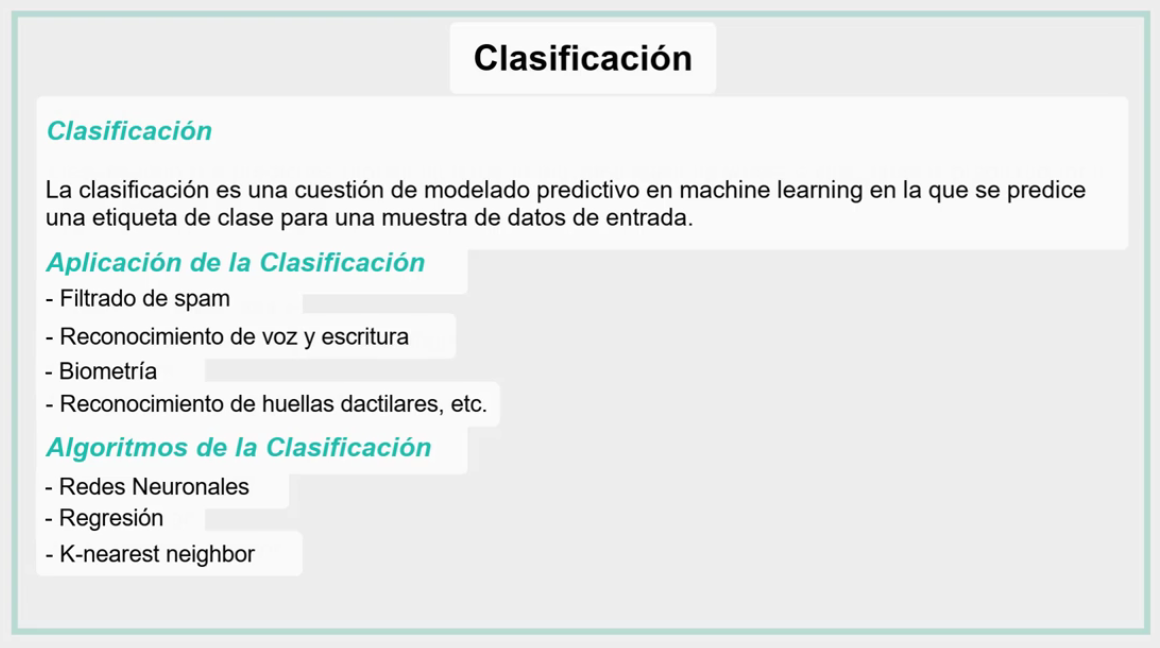 Clasificación
Clasificación
La clasificación es una cuestión de modelado predictivo en machine learning en la que se predice
una etiqueta de clase para una muestra de datos de entrada.
Aplicación de la Clasificación
- Filtrado de spam
- Reconocimiento de voz y escritura
- Biometría
- Reconocimiento de huellas dactilares, etc.
Algoritmos de la Clasificación
- Redes Neuronales
- Regresión
- K-nearest neighbor